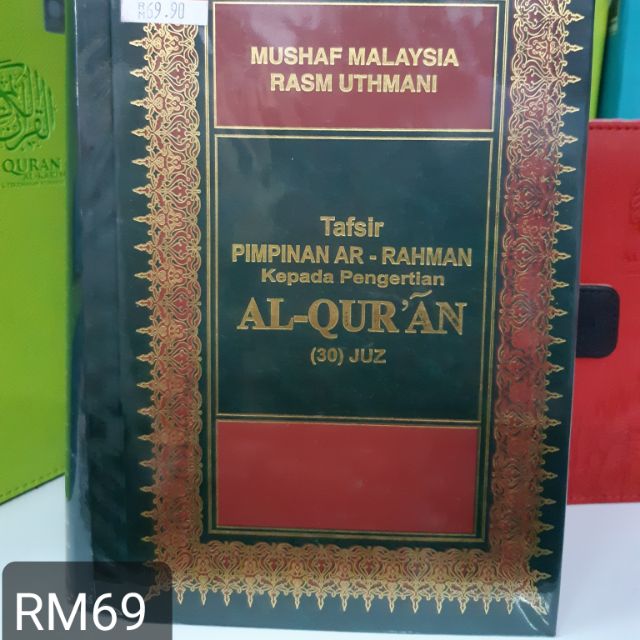 RM69.90
MUSHAF MALAYSIA
RASM UTHMANI
Tafsir
PIMPINAN AR - RAHMAN
Kepada Pengertian
AL-QUR'ĀN
(30) JUZ
QURAN
RM69